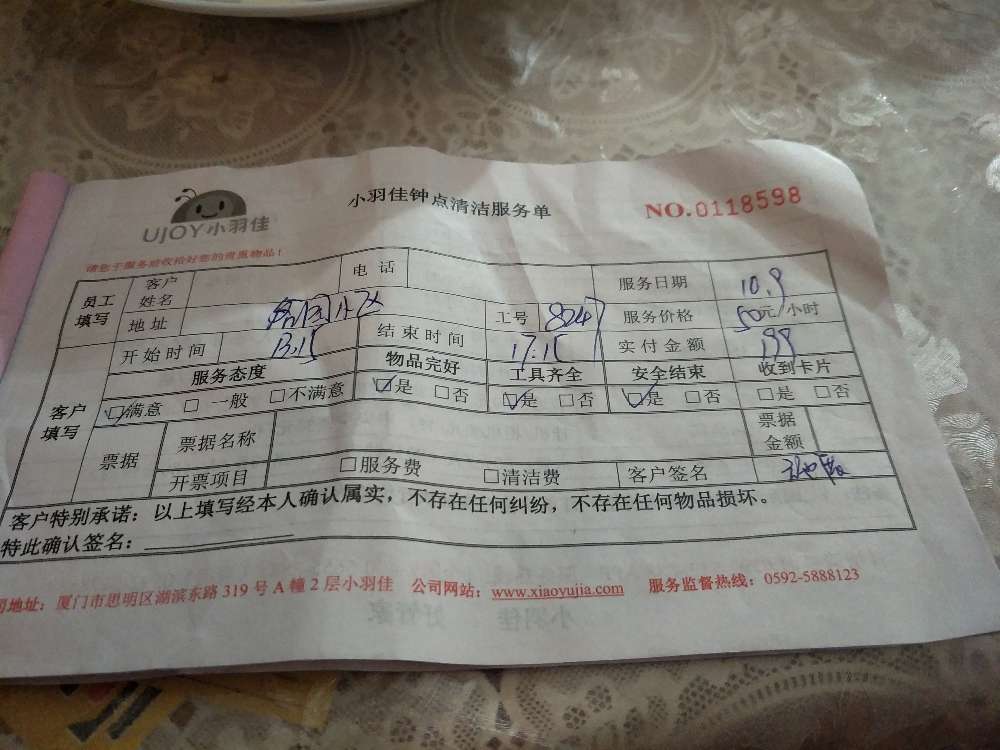 UJOY小羽佳
小羽佳钟点清洁服务单
NO.0118598
请您于服务前收拾好您的贵重物品！
员工填写 客户姓名 电话 服务日期 10.9
地址 工号 8247 服务价格 50元/小时
客户填写 开始时间 13.15 结束时间 17.15 实付金额 199
服务态度 物品完好 工具齐全 安全结束 收到卡片
☑满意 □一般 □不满意 ☑是 □否 ☑是 □否 ☑是 □否 □是 □否
票据 票据名称 票据金额
开票项目 □服务费 □清洁费 客户签名
客户特别承诺：以上填写经本人确认属实，不存在任何纠纷，不存在任何物品损坏。
特此确认签名：
司地址：厦门市思明区湖滨东路 319 号 A 幢 2 层小羽佳 公司网站：www.xiaoyujia.com 服务监督热线：0592-5888123